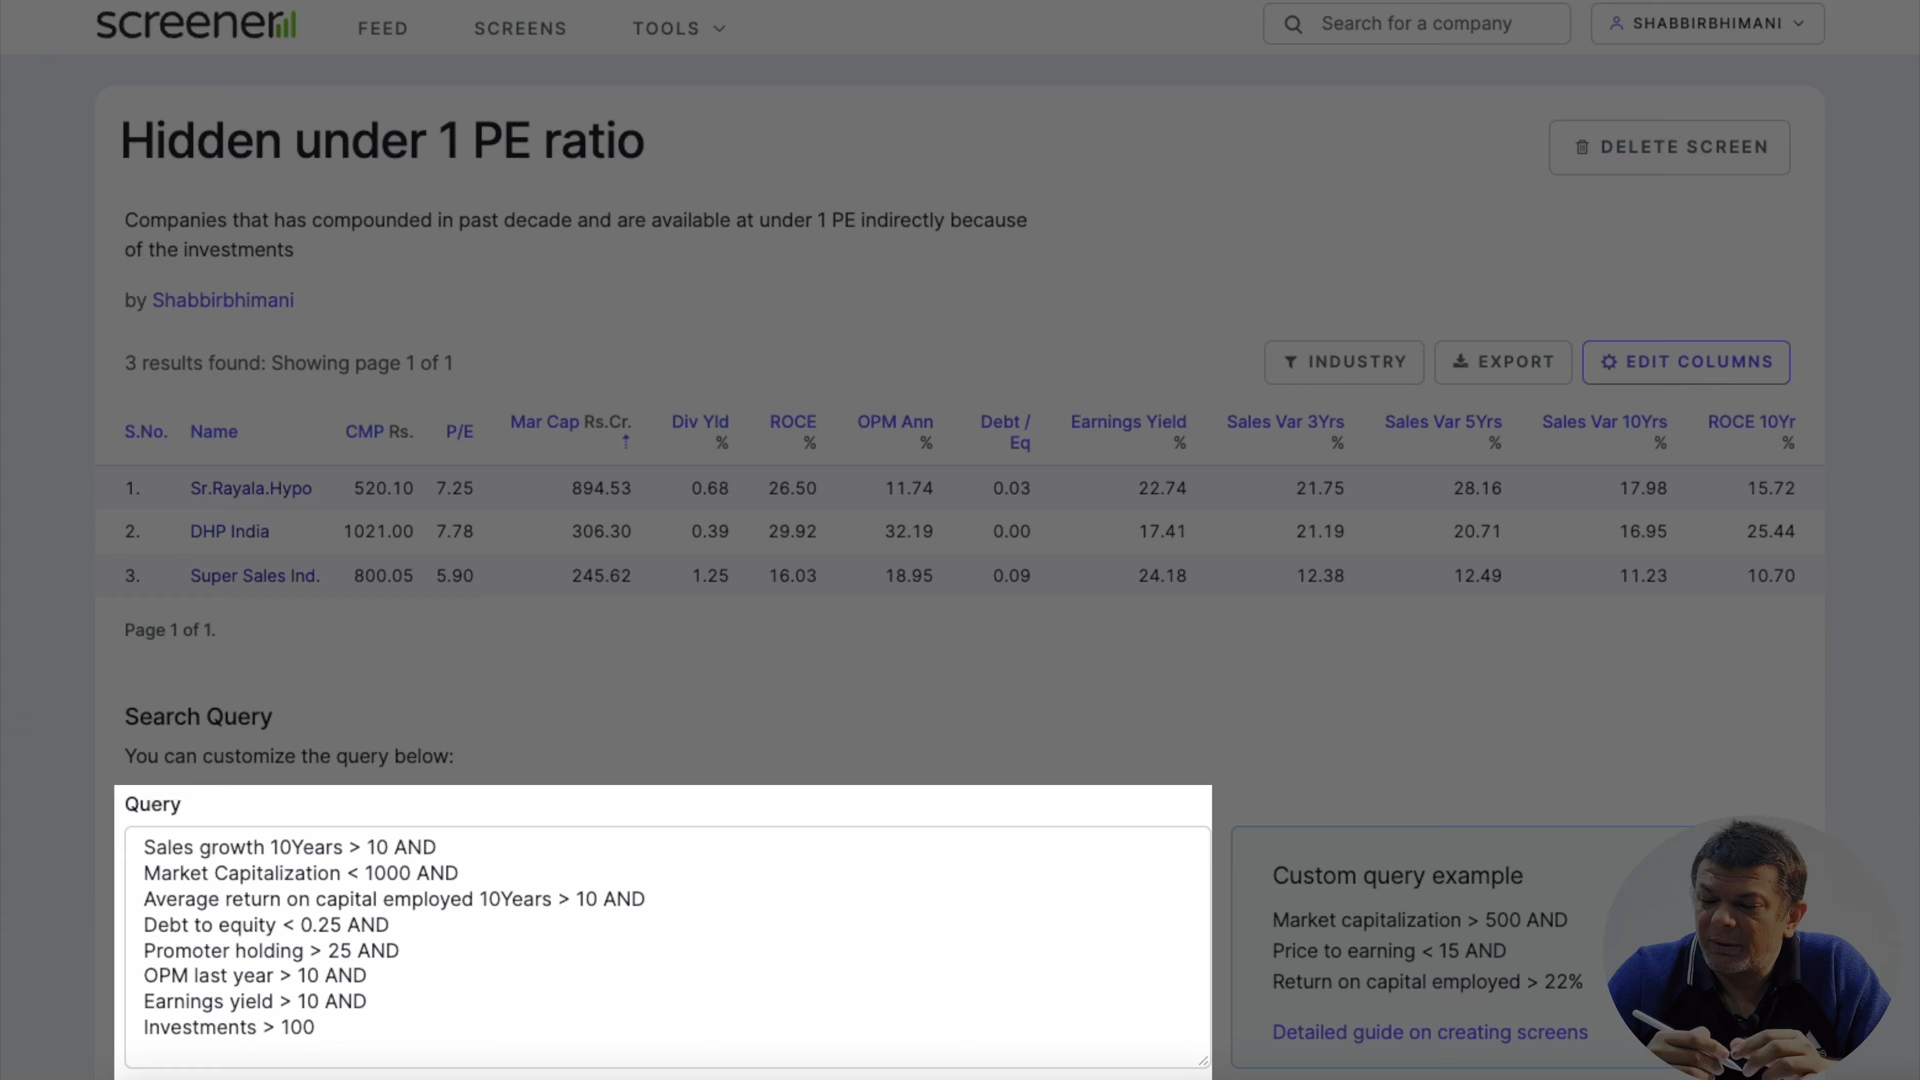 screener
FEED
SCREENS
TOOLS
Search for a company
SHABBIRBHIMANI
Hidden under 1 PE ratio
DELETE SCREEN
Companies that has compounded in past decade and are available at under 1 PE indirectly because
of the investments
by Shabbirbhimani
3 results found: Showing page 1 of 1
INDUSTRY
EXPORT
EDIT COLUMNS
S.No. Name CMP Rs. P/E Mar Cap Rs.Cr. ↑ Div Yld % ROCE % OPM Ann % Debt / Eq Earnings Yield % Sales Var 3Yrs % Sales Var 5Yrs % Sales Var 10Yrs % ROCE 10Yr %
1. Sr.Rayala.Hypo 520.10 7.25 894.53 0.68 26.50 11.74 0.03 22.74 21.75 28.16 17.98 15.72
2. DHP India 1021.00 7.78 306.30 0.39 29.92 32.19 0.00 17.41 21.19 20.71 16.95 25.44
3. Super Sales Ind. 800.05 5.90 245.62 1.25 16.03 18.95 0.09 24.18 12.38 12.49 11.23 10.70
Page 1 of 1.
Search Query
You can customize the query below:
Query
Sales growth 10Years > 10 AND
Market Capitalization < 1000 AND
Average return on capital employed 10Years > 10 AND
Debt to equity < 0.25 AND
Promoter holding > 25 AND
OPM last year > 10 AND
Earnings yield > 10 AND
Investments > 100
Custom query example
Market capitalization > 500 AND
Price to earning < 15 AND
Return on capital employed > 22%
Detailed guide on creating screens